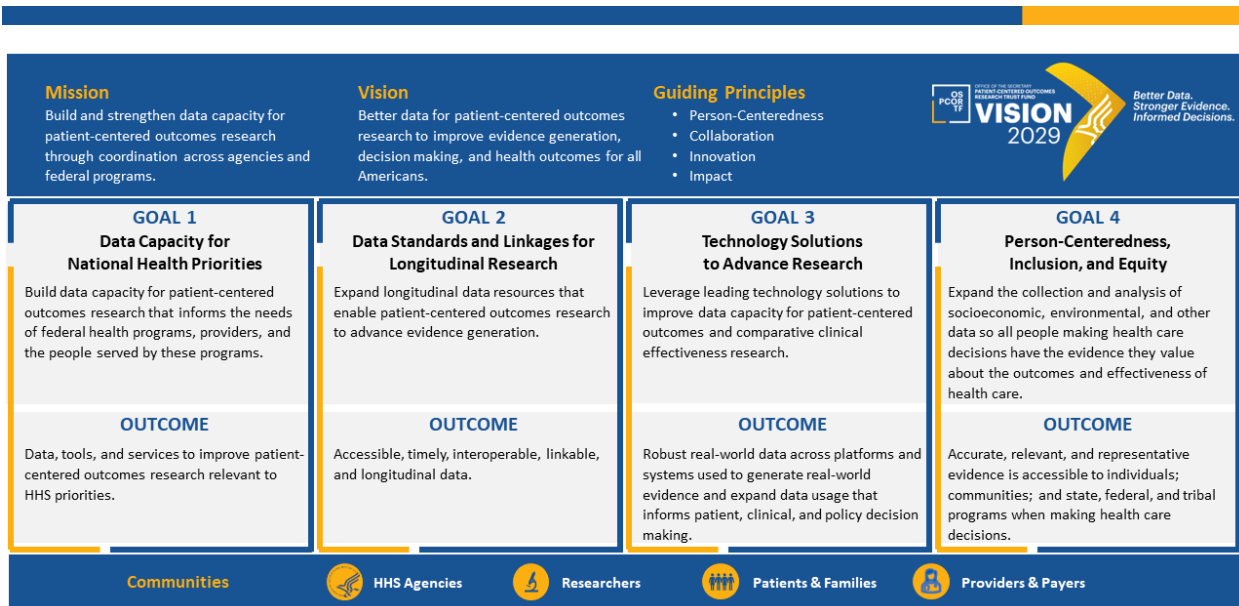 Mission
Build and strengthen data capacity for
patient-centered outcomes research
through coordination across agencies and
federal programs.
Vision
Better data for patient-centered outcomes
research to improve evidence generation,
decision making, and health outcomes for all
Americans.
Guiding Principles
• Person-Centeredness
• Collaboration
• Innovation
• Impact
OS
PCOR
TF
OFFICE OF THE SECRETARY
PATIENT-CENTERED OUTCOMES
RESEARCH TRUST FUND
VISION
2029
Better Data.
Stronger Evidence.
Informed Decisions.
GOAL 1
Data Capacity for
National Health Priorities
Build data capacity for patient-centered
outcomes research that informs the needs
of federal health programs, providers, and
the people served by these programs.
OUTCOME
Data, tools, and services to improve patient-
centered outcomes research relevant to
HHS priorities.
GOAL 2
Data Standards and Linkages for
Longitudinal Research
Expand longitudinal data resources that
enable patient-centered outcomes research
to advance evidence generation.
OUTCOME
Accessible, timely, interoperable, linkable,
and longitudinal data.
GOAL 3
Technology Solutions
to Advance Research
Leverage leading technology solutions to
improve data capacity for patient-centered
outcomes and comparative clinical
effectiveness research.
OUTCOME
Robust real-world data across platforms and
systems used to generate real-world
evidence and expand data usage that
informs patient, clinical, and policy decision
making.
GOAL 4
Person-Centeredness,
Inclusion, and Equity
Expand the collection and analysis of
socioeconomic, environmental, and other
data so all people making health care
decisions have the evidence they value
about the outcomes and effectiveness of
health care.
OUTCOME
Accurate, relevant, and representative
evidence is accessible to individuals;
communities; and state, federal, and tribal
programs when making health care
decisions.
Communities
HHS Agencies
Researchers
Patients & Families
Providers & Payers